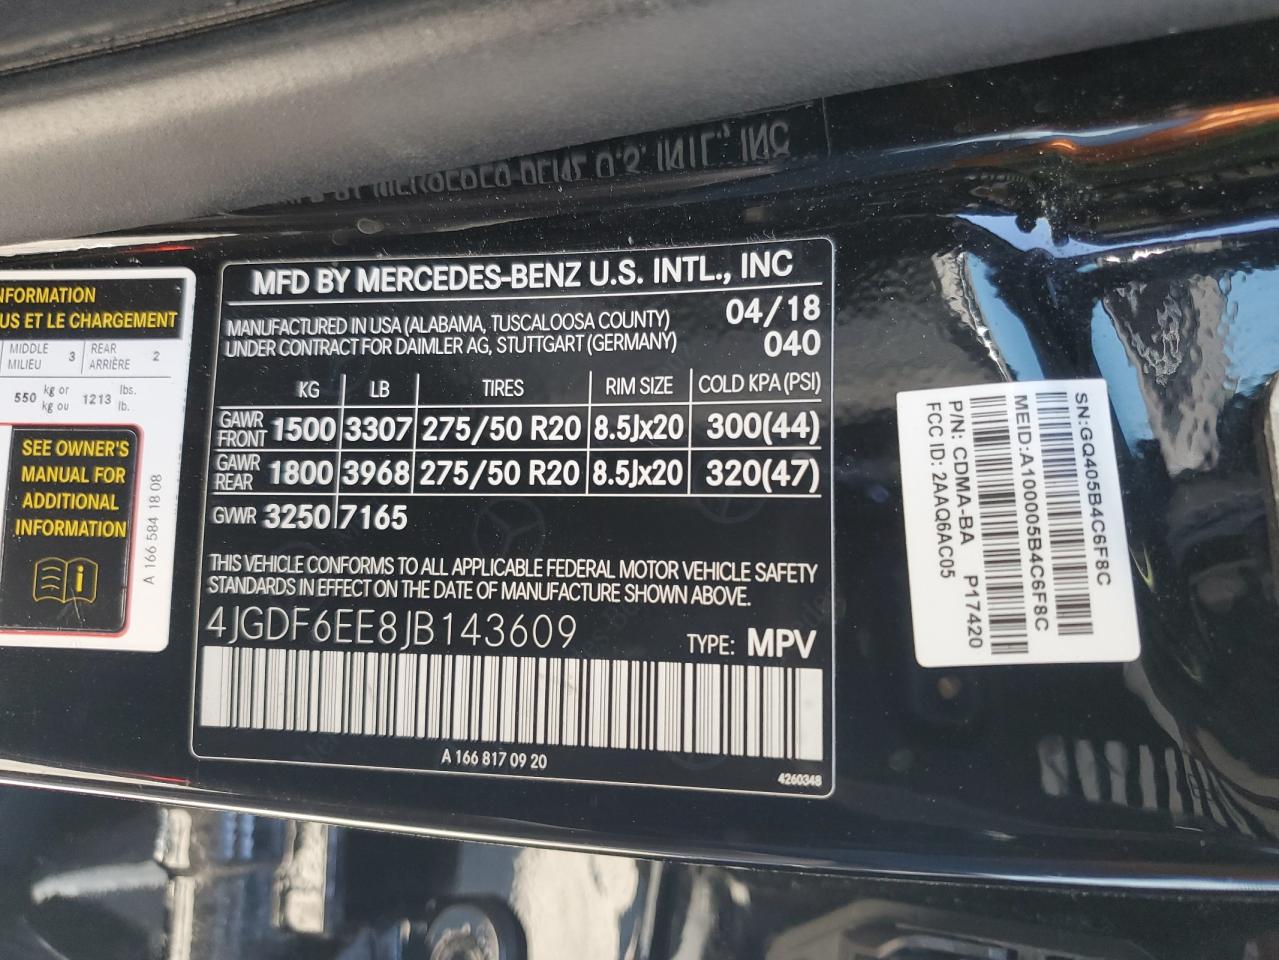 NFORMATION
US ET LE CHARGEMENT
MIDDLE MILIEU 3 REAR ARRIÈRE 2
550 kg or kg ou 1213 lbs. lb.
SEE OWNER'S
MANUAL FOR
ADDITIONAL
INFORMATION
A 166 584 18 08
MFD BY MERCEDES-BENZ U.S. INTL., INC
MANUFACTURED IN USA (ALABAMA, TUSCALOOSA COUNTY) 04/18
UNDER CONTRACT FOR DAIMLER AG, STUTTGART (GERMANY) 040
KG LB TIRES RIM SIZE COLD KPA (PSI)
GAWR FRONT 1500 3307 275/50 R20 8.5Jx20 300(44)
GAWR REAR 1800 3968 275/50 R20 8.5Jx20 320(47)
GVWR 3250 7165
THIS VEHICLE CONFORMS TO ALL APPLICABLE FEDERAL MOTOR VEHICLE SAFETY
STANDARDS IN EFFECT ON THE DATE OF MANUFACTURE SHOWN ABOVE.
4JGDF6EE8JB143609 TYPE: MPV
A 166 817 09 20
4260348
SN:GQ405B4C6F8C
MEID:A100005B4C6F8C
P/N: CDMA-BA P17420
FCC ID: 2AAQ6AC05